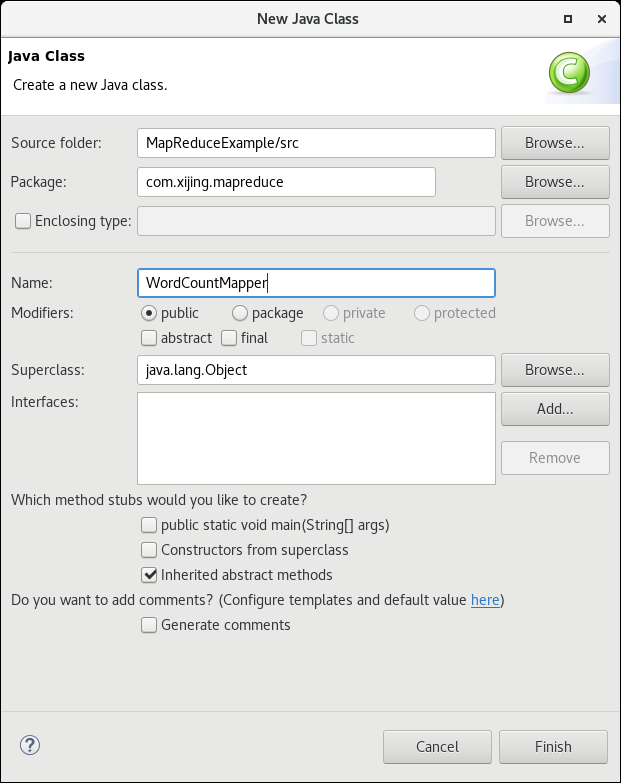 New Java Class
Java Class
Create a new Java class.
Source folder: MapReduceExample/src Browse...
Package: com.xijing.mapreduce Browse...
Enclosing type: Browse...
Name: WordCountMapper
Modifiers: public package private protected
abstract final static
Superclass: java.lang.Object Browse...
Interfaces: Add...
Remove
Which method stubs would you like to create?
public static void main(String[] args)
Constructors from superclass
Inherited abstract methods
Do you want to add comments? (Configure templates and default value here)
Generate comments
? Cancel Finish